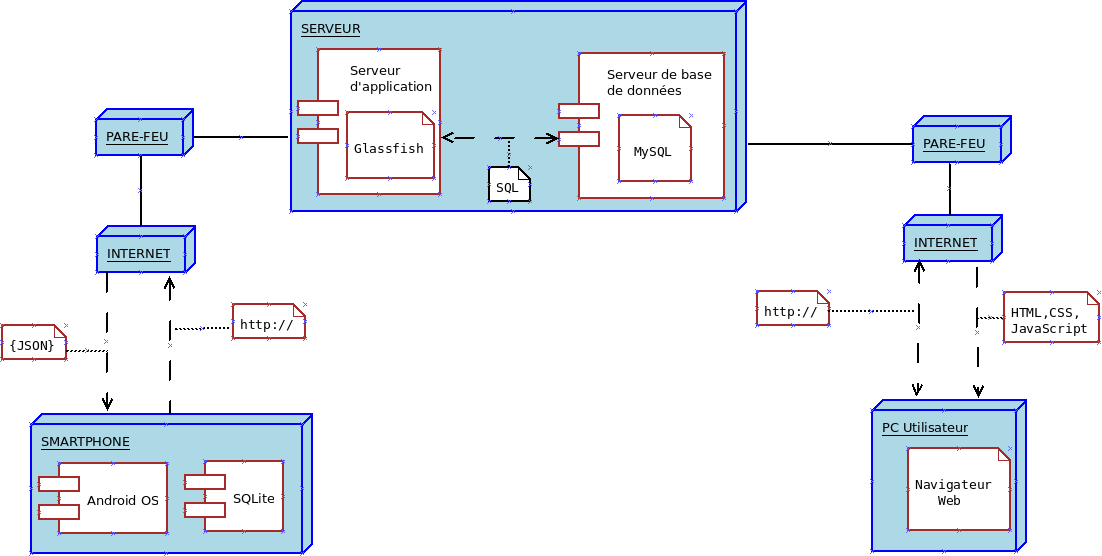 SERVEUR
Serveur
d'application
Glassfish
SQL
Serveur de base
de données
MySQL
PARE-FEU
PARE-FEU
INTERNET
INTERNET
{JSON}
http://
http://
HTML,CSS,
JavaScript
SMARTPHONE
Android OS
SQLite
PC Utilisateur
Navigateur
Web